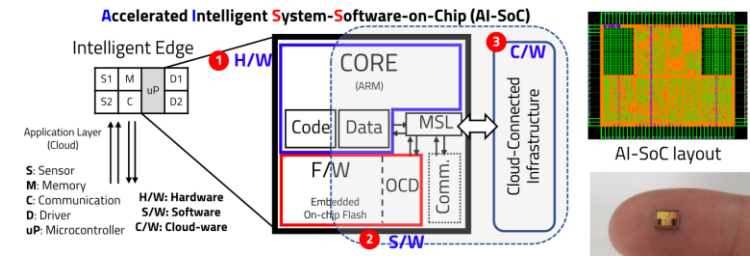 Accelerated Intelligent System-Software-on-Chip (AI-SoC)
Intelligent Edge
S1 M uP D1
S2 C D2
Application Layer
(Cloud)
S: Sensor
M: Memory
C: Communication
D: Driver
uP: Microcontroller
H/W: Hardware
S/W: Software
C/W: Cloud-ware
1 H/W
CORE
(ARM)
Code Data MSL
F/W
Embedded
On-chip Flash
OCD
Comm.
2 S/W
3 C/W
Cloud-Connected
Infrastructure
AI-SoC layout